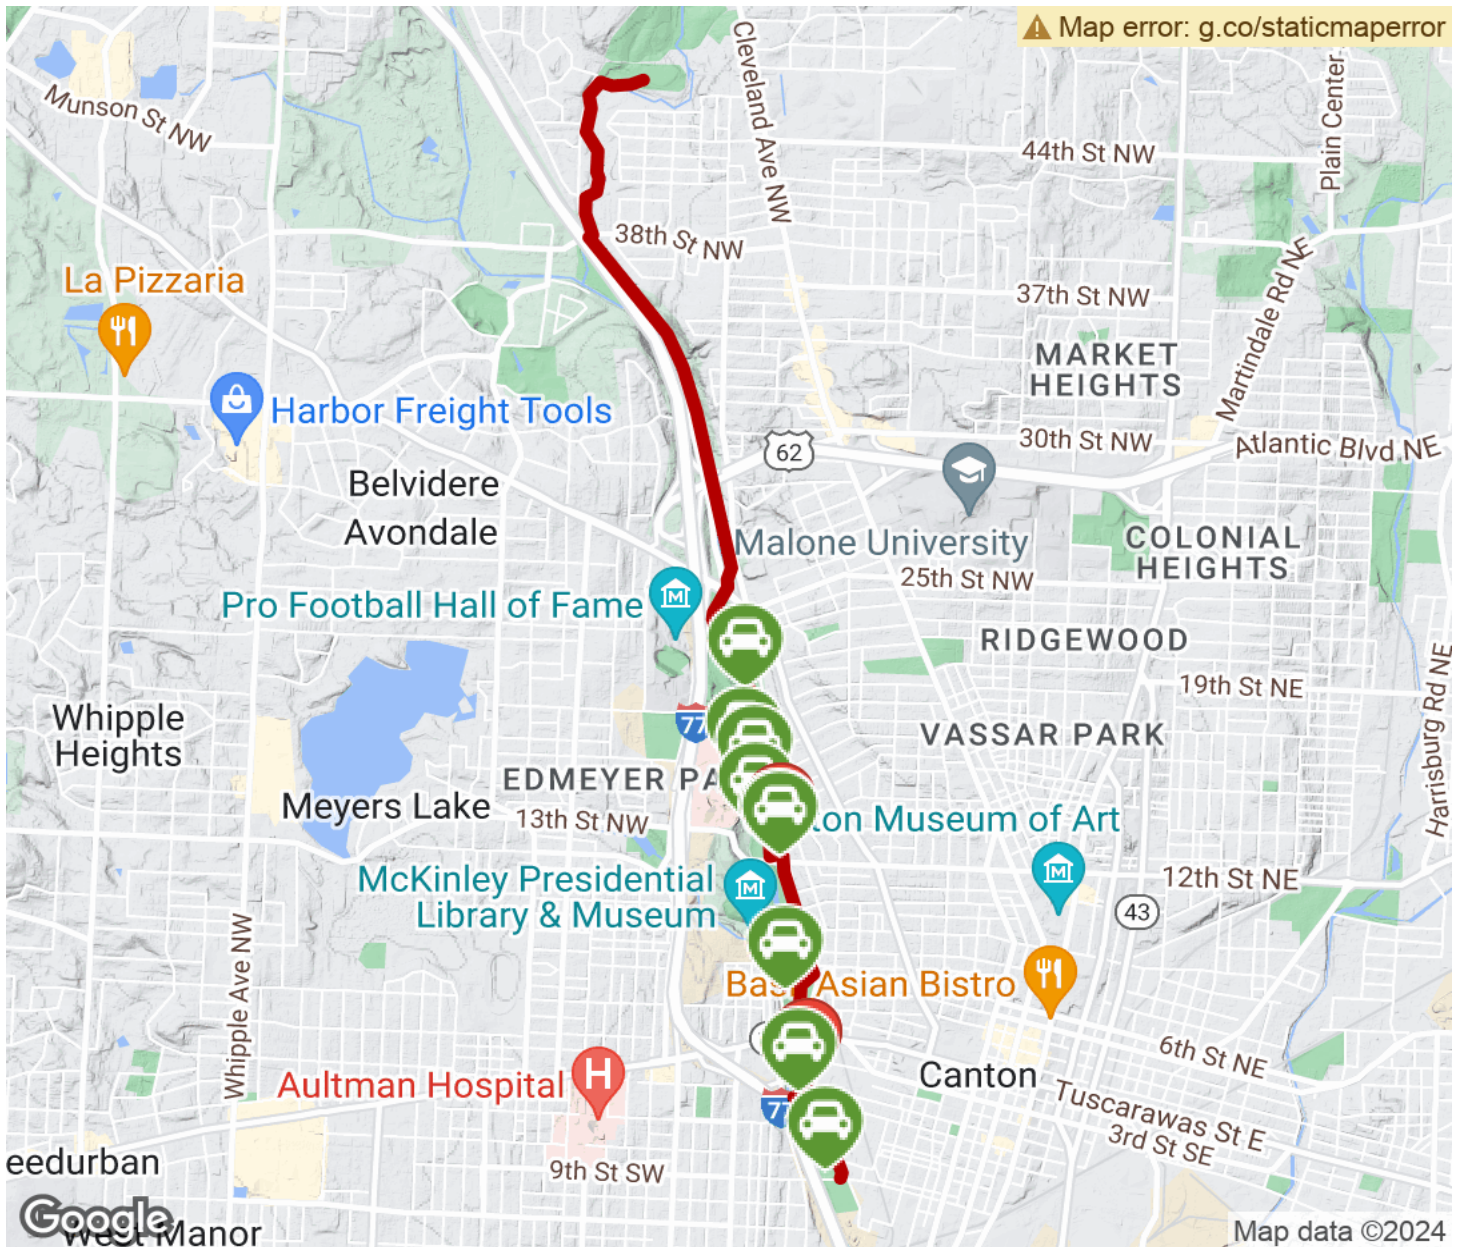 Map error: g.co/staticmaperror
Cleveland Ave NW
Plain Center
Munson St NW
44th St NW
38th St NW
La Pizzaria
37th St NW
Martindale Rd NE
MARKET
HEIGHTS
Harbor Freight Tools
30th St NW
Atlantic Blvd NE
62
Belvidere
Avondale
Malone University
COLONIAL
HEIGHTS
25th St NW
Pro Football Hall of Fame
RIDGEWOOD
19th St NE
Harrisburg Rd NE
Whipple
Heights
77
VASSAR PARK
EDMEYER PA
Meyers Lake
13th St NW
ton Museum of Art
McKinley Presidential
Library & Museum
12th St NE
43
Whipple Ave NW
Asian Bistro
6th St NE
Aultman Hospital
H
Canton
Tuscarawas St E
3rd St SE
eedurban
9th St SW
Google
West Manor
Map data ©2024